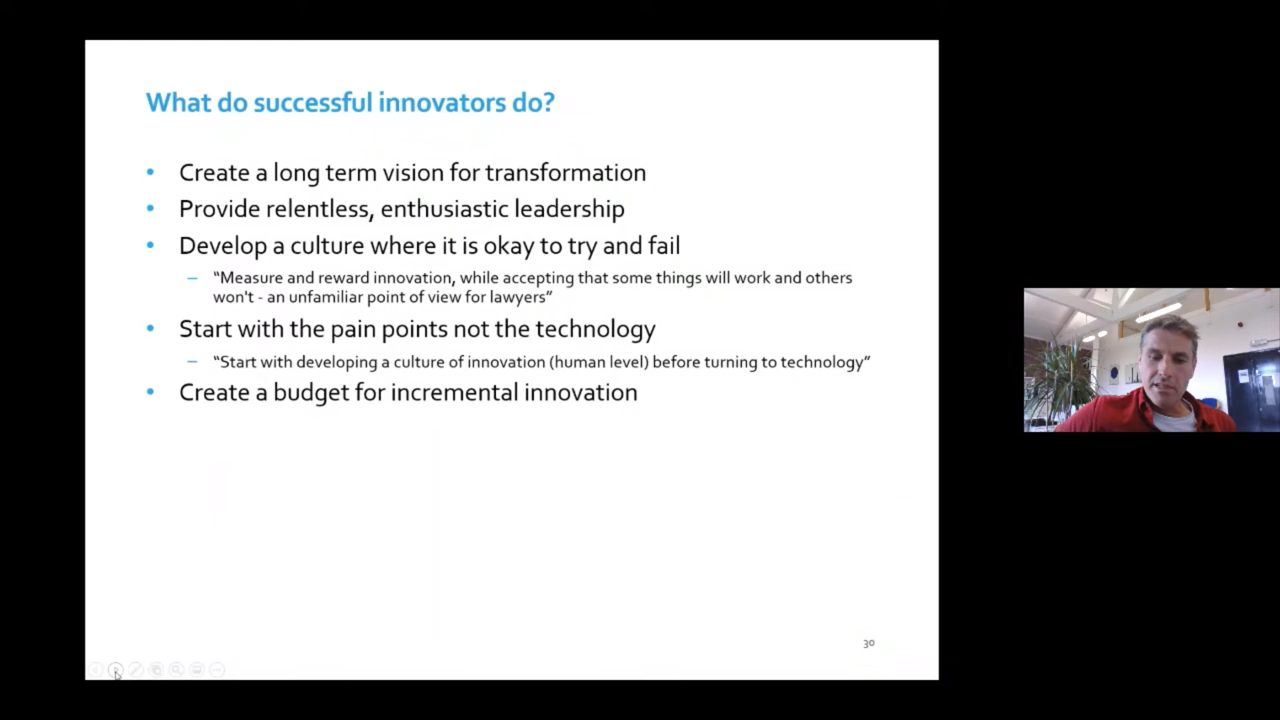 What do successful innovators do?
• Create a long term vision for transformation
• Provide relentless, enthusiastic leadership
• Develop a culture where it is okay to try and fail
– “Measure and reward innovation, while accepting that some things will work and others
won't - an unfamiliar point of view for lawyers”
• Start with the pain points not the technology
– “Start with developing a culture of innovation (human level) before turning to technology”
• Create a budget for incremental innovation
30